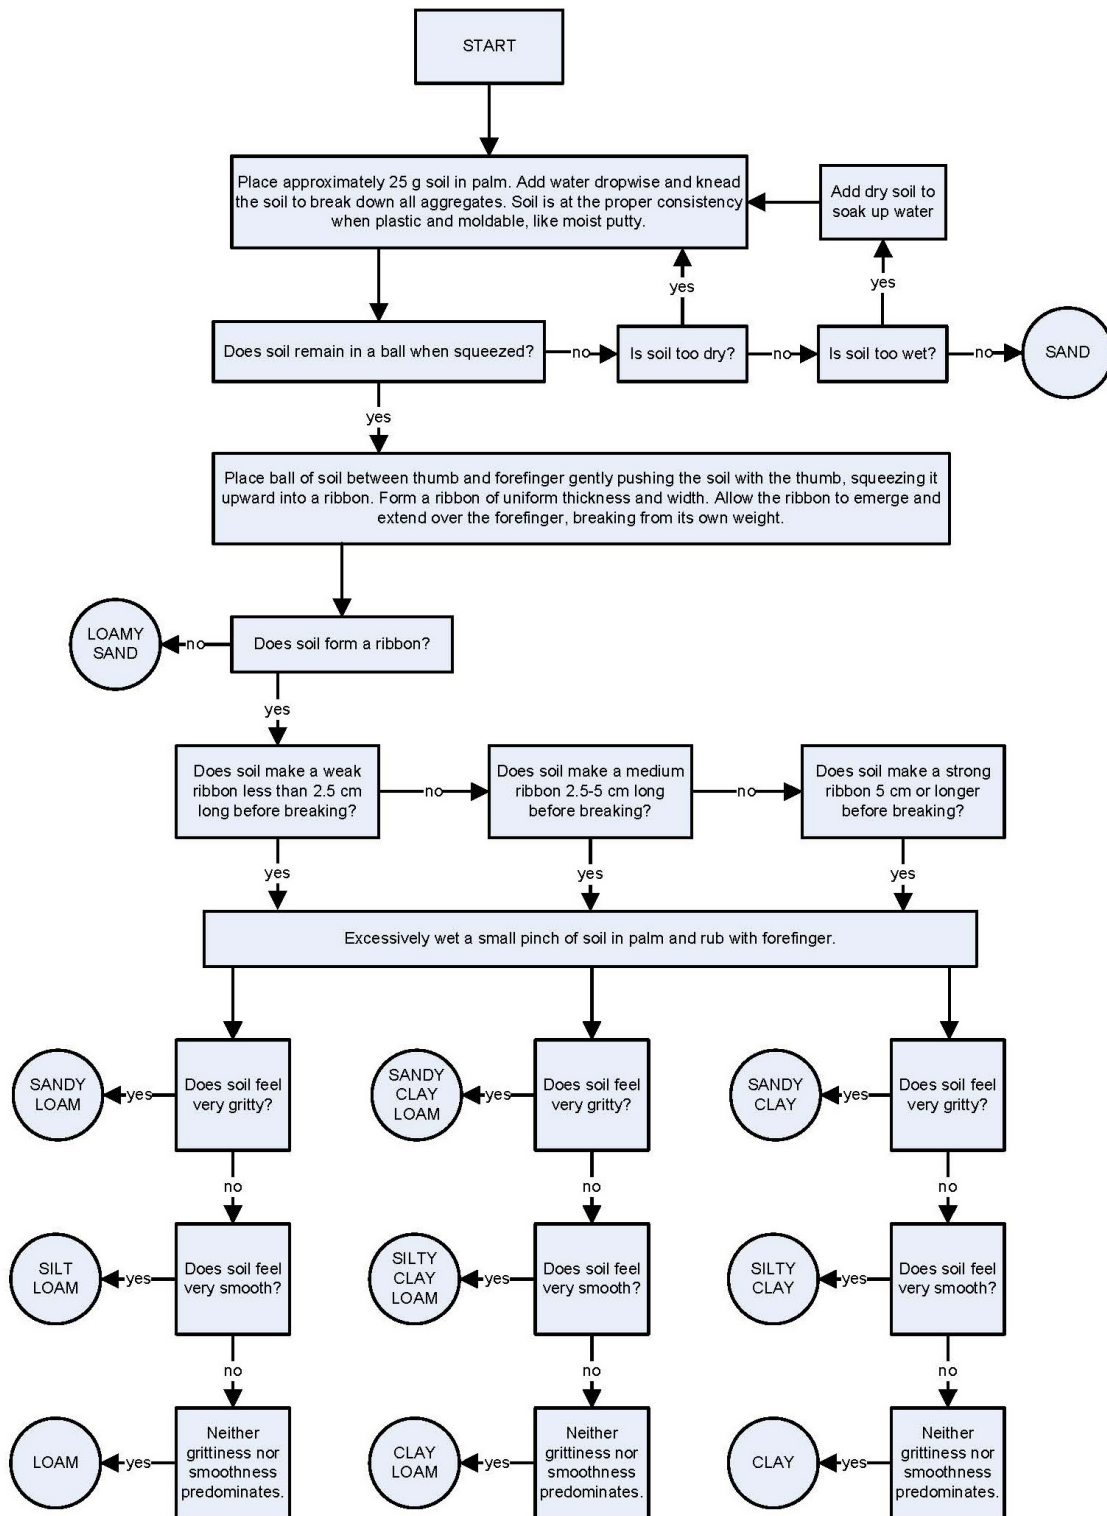 START
Place approximately 25 g soil in palm. Add water dropwise and knead
the soil to break down all aggregates. Soil is at the proper consistency
when plastic and moldable, like moist putty.
Add dry soil to
soak up water
yes
yes
Does soil remain in a ball when squeezed?
no
Is soil too dry?
no
Is soil too wet?
no
SAND
yes
Place ball of soil between thumb and forefinger gently pushing the soil with the thumb, squeezing it
upward into a ribbon. Form a ribbon of uniform thickness and width. Allow the ribbon to emerge and
extend over the forefinger, breaking from its own weight.
LOAMY
SAND
no
Does soil form a ribbon?
yes
Does soil make a weak
ribbon less than 2.5 cm
long before breaking?
no
Does soil make a medium
ribbon 2.5-5 cm long
before breaking?
no
Does soil make a strong
ribbon 5 cm or longer
before breaking?
yes
yes
yes
Excessively wet a small pinch of soil in palm and rub with forefinger.
SANDY
LOAM
yes
Does soil feel
very gritty?
SANDY
CLAY
LOAM
yes
Does soil feel
very gritty?
SANDY
CLAY
yes
Does soil feel
very gritty?
no
no
no
SILT
LOAM
yes
Does soil feel
very smooth?
SILTY
CLAY
LOAM
yes
Does soil feel
very smooth?
SILTY
CLAY
yes
Does soil feel
very smooth?
no
no
no
LOAM
yes
Neither
grittiness nor
smoothness
predominates.
CLAY
LOAM
yes
Neither
grittiness nor
smoothness
predominates.
CLAY
yes
Neither
grittiness nor
smoothness
predominates.